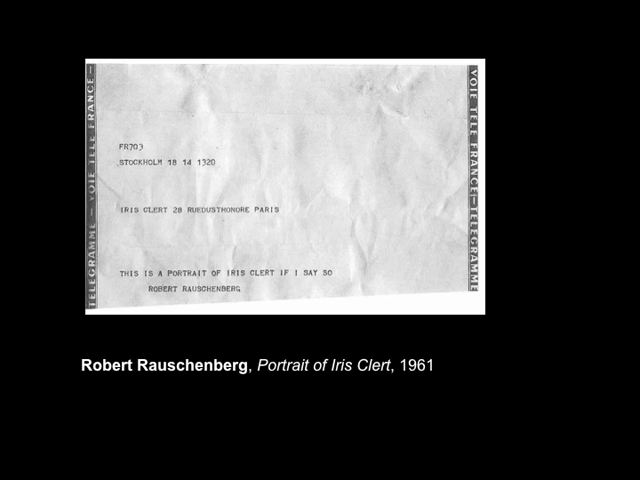 TELEGRAMME — VOIE TELE FRANCE —
VOIE TELE FRANCE—TELEGRAMME
FR703
STOCKHOLM 18 14 1320
IRIS CLERT 28 RUEDUSTHONORE PARIS
THIS IS A PORTRAIT OF IRIS CLERT IF I SAY SO
ROBERT RAUSCHENBERG
Robert Rauschenberg, Portrait of Iris Clert, 1961